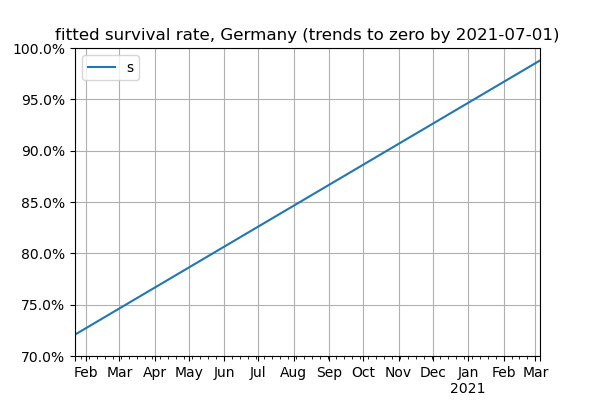 fitted survival rate, Germany (trends to zero by 2021-07-01)
100.0%
s
95.0%
90.0%
85.0%
80.0%
75.0%
70.0%
Feb Mar Apr May Jun Jul Aug Sep Oct Nov Dec Jan Feb Mar
2021